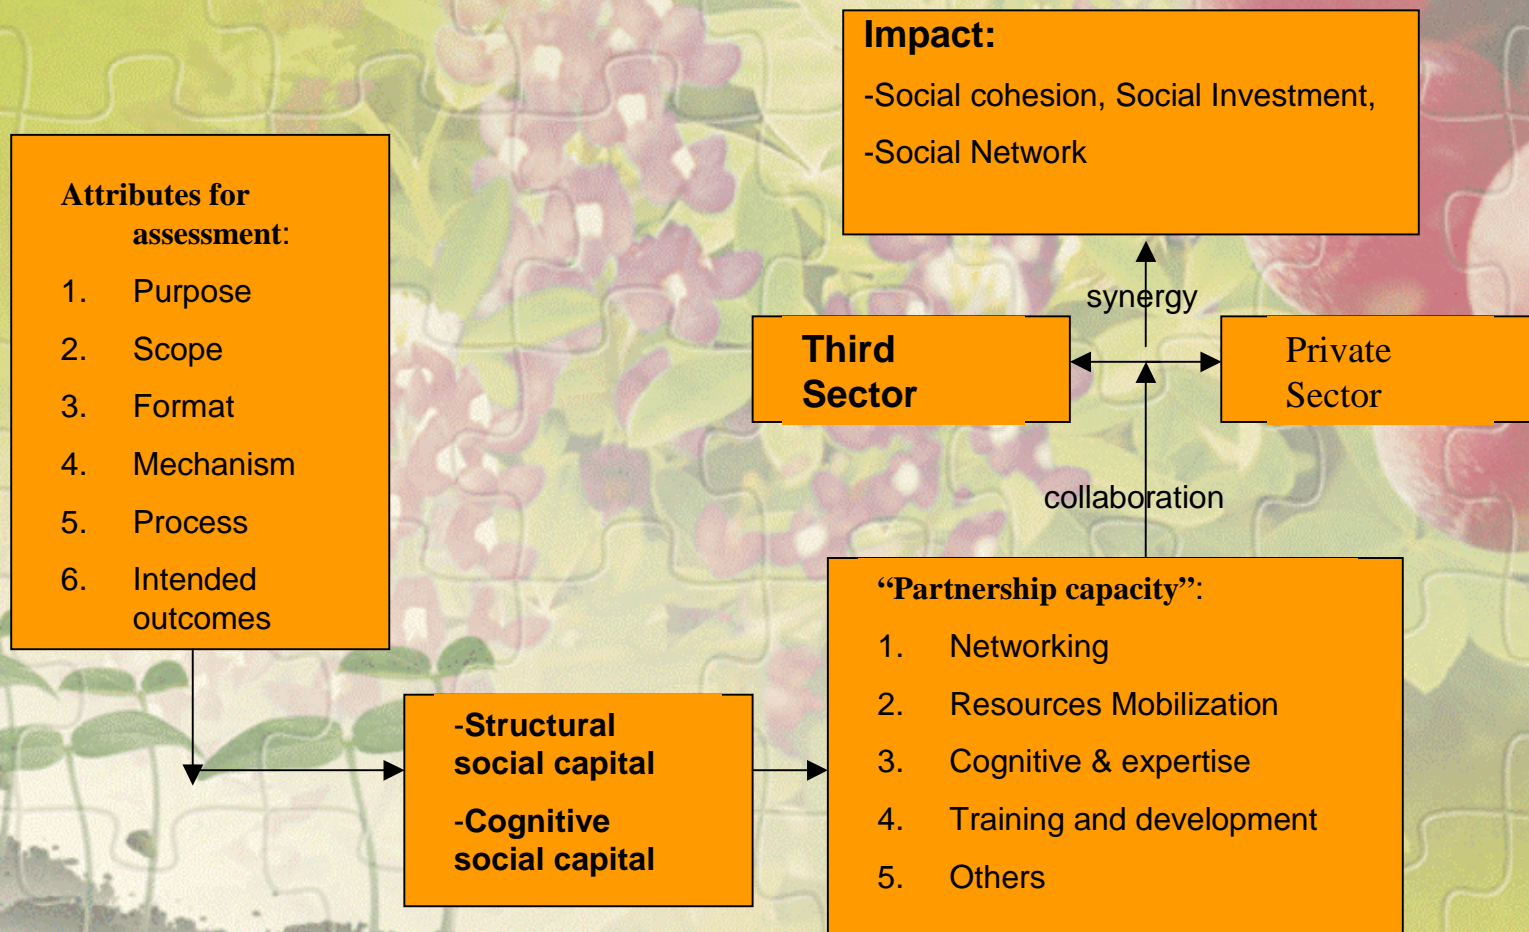 Attributes for
assessment:
1. Purpose
2. Scope
3. Format
4. Mechanism
5. Process
6. Intended
outcomes
-Structural
social capital
-Cognitive
social capital
“Partnership capacity”:
1. Networking
2. Resources Mobilization
3. Cognitive & expertise
4. Training and development
5. Others
collaboration
Third
Sector
Private
Sector
synergy
Impact:
-Social cohesion, Social Investment,
-Social Network